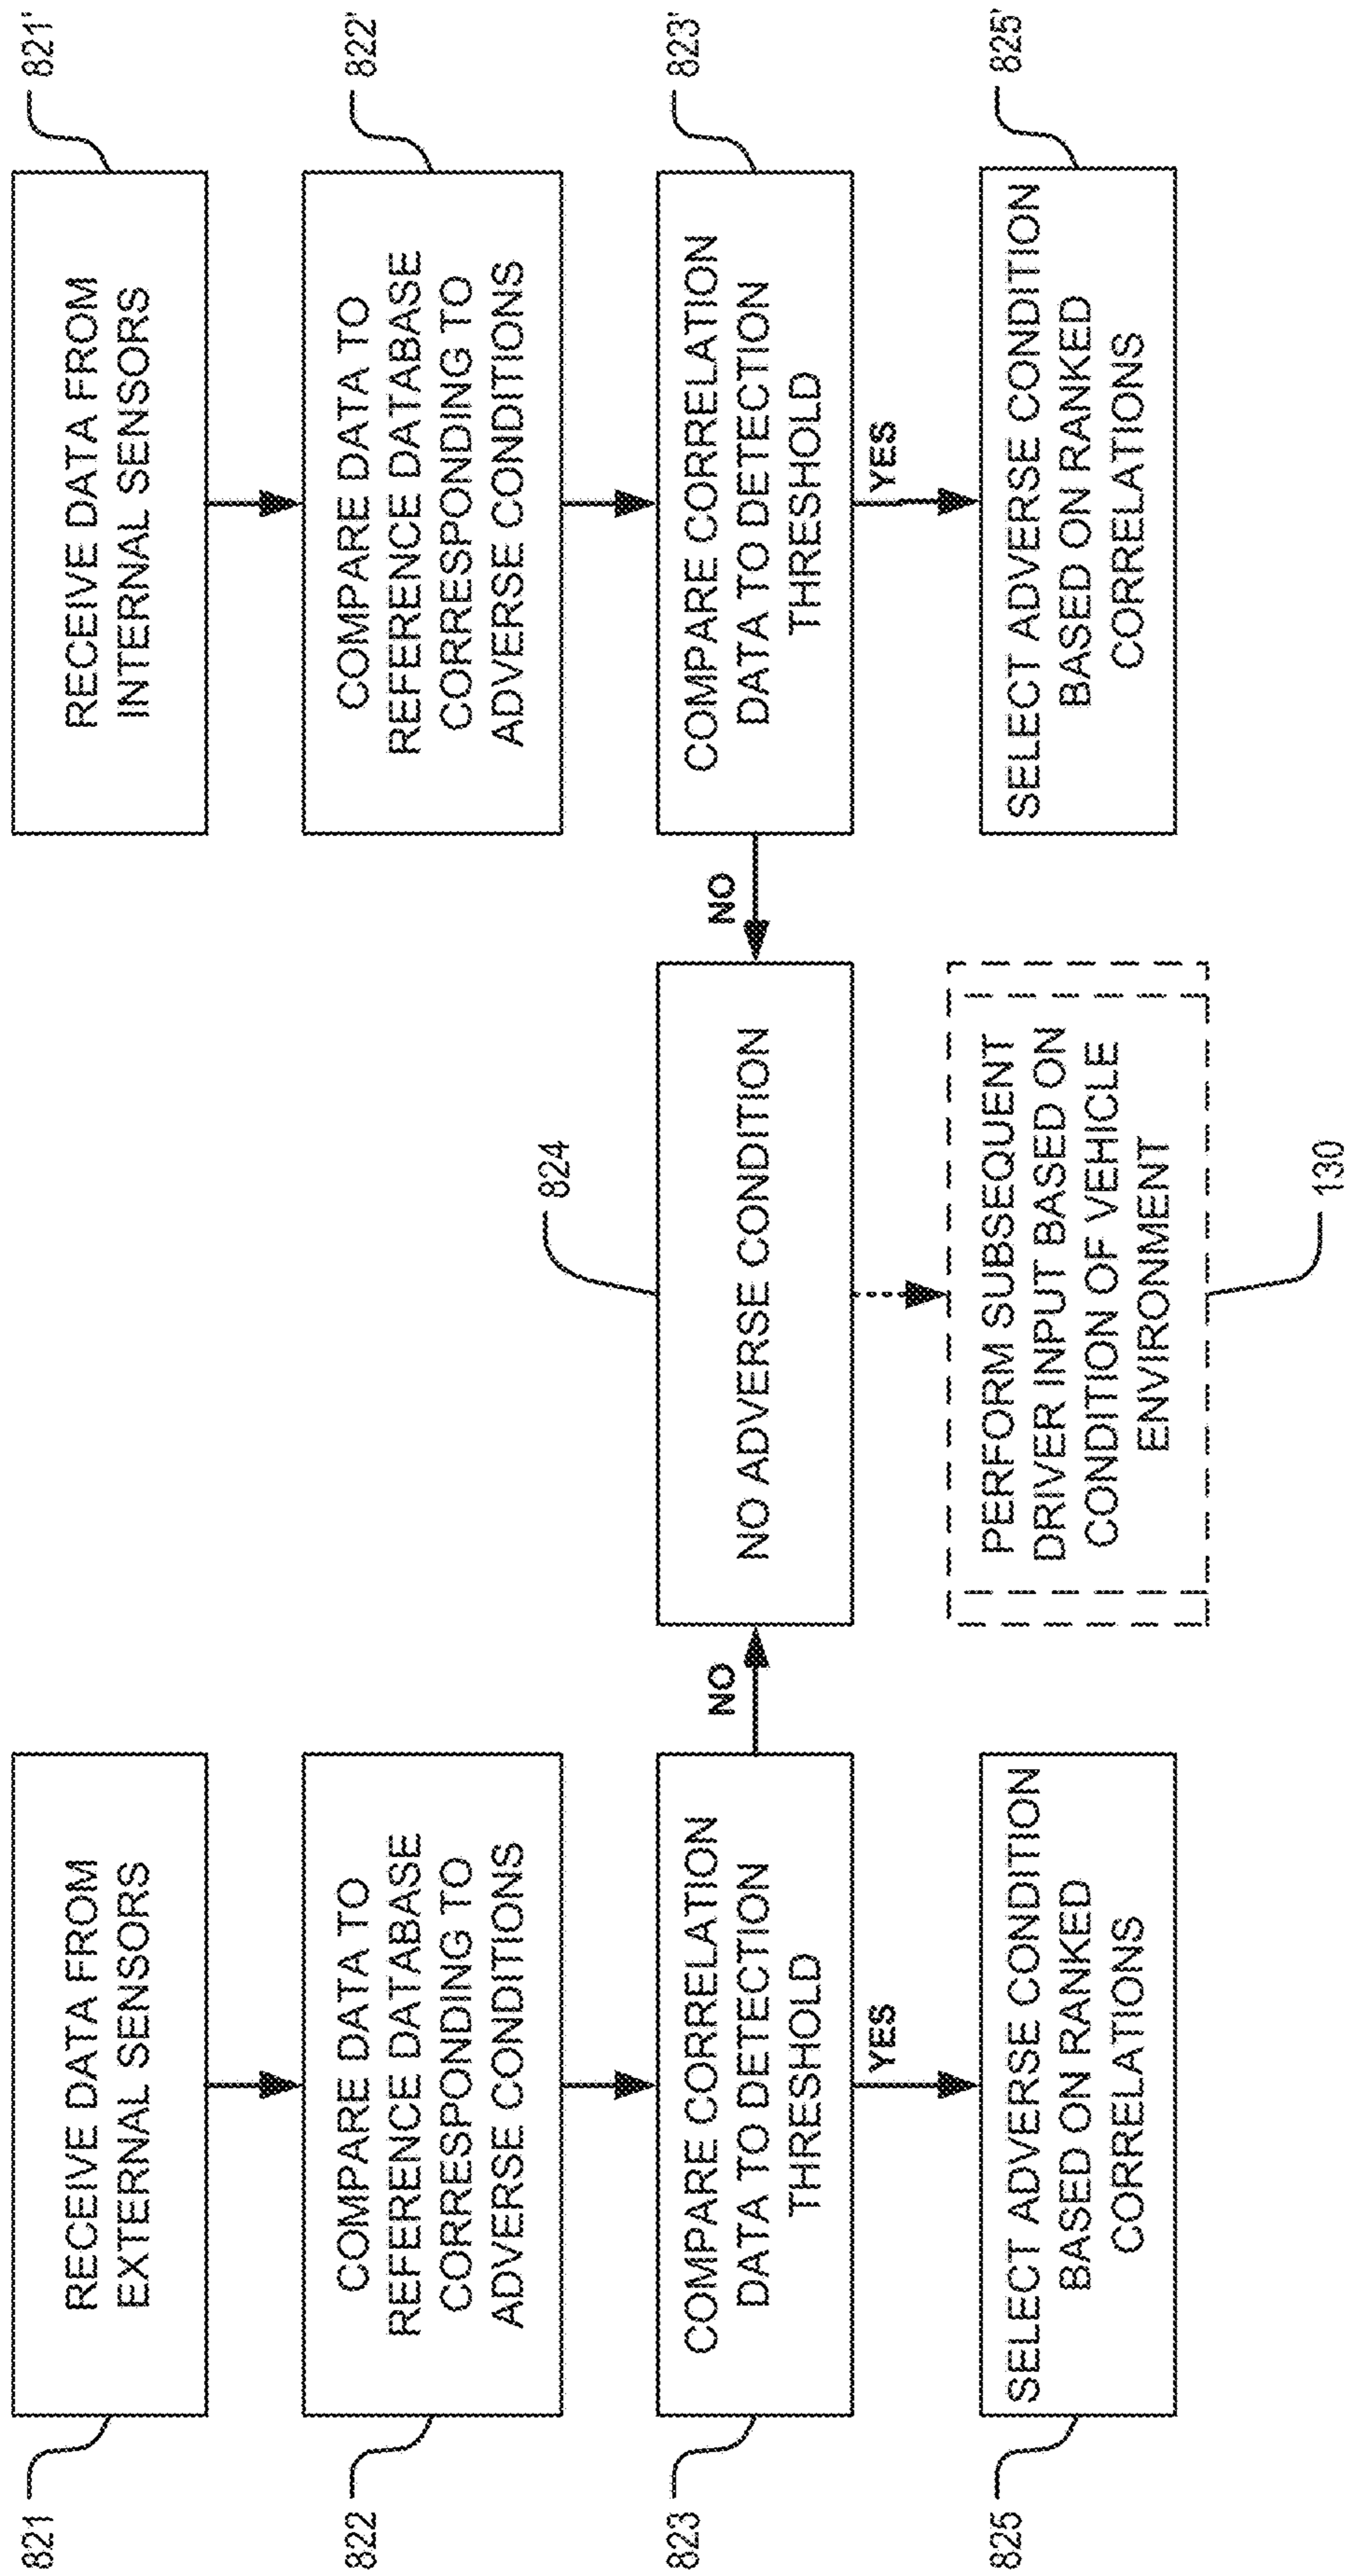 821
RECEIVE DATA FROM
EXTERNAL SENSORS
822
COMPARE DATA TO
REFERENCE DATABASE
CORRESPONDING TO
ADVERSE CONDITIONS
823
COMPARE CORRELATION
DATA TO DETECTION
THRESHOLD
NO
YES
825
SELECT ADVERSE CONDITION
BASED ON RANKED
CORRELATIONS
824
NO ADVERSE CONDITION
PERFORM SUBSEQUENT
DRIVER INPUT BASED ON
CONDITION OF VEHICLE
ENVIRONMENT
130
RECEIVE DATA FROM
INTERNAL SENSORS
821'
COMPARE DATA TO
REFERENCE DATABASE
CORRESPONDING TO
ADVERSE CONDITIONS
822'
NO
COMPARE CORRELATION
DATA TO DETECTION
THRESHOLD
823'
YES
SELECT ADVERSE CONDITION
BASED ON RANKED
CORRELATIONS
825'